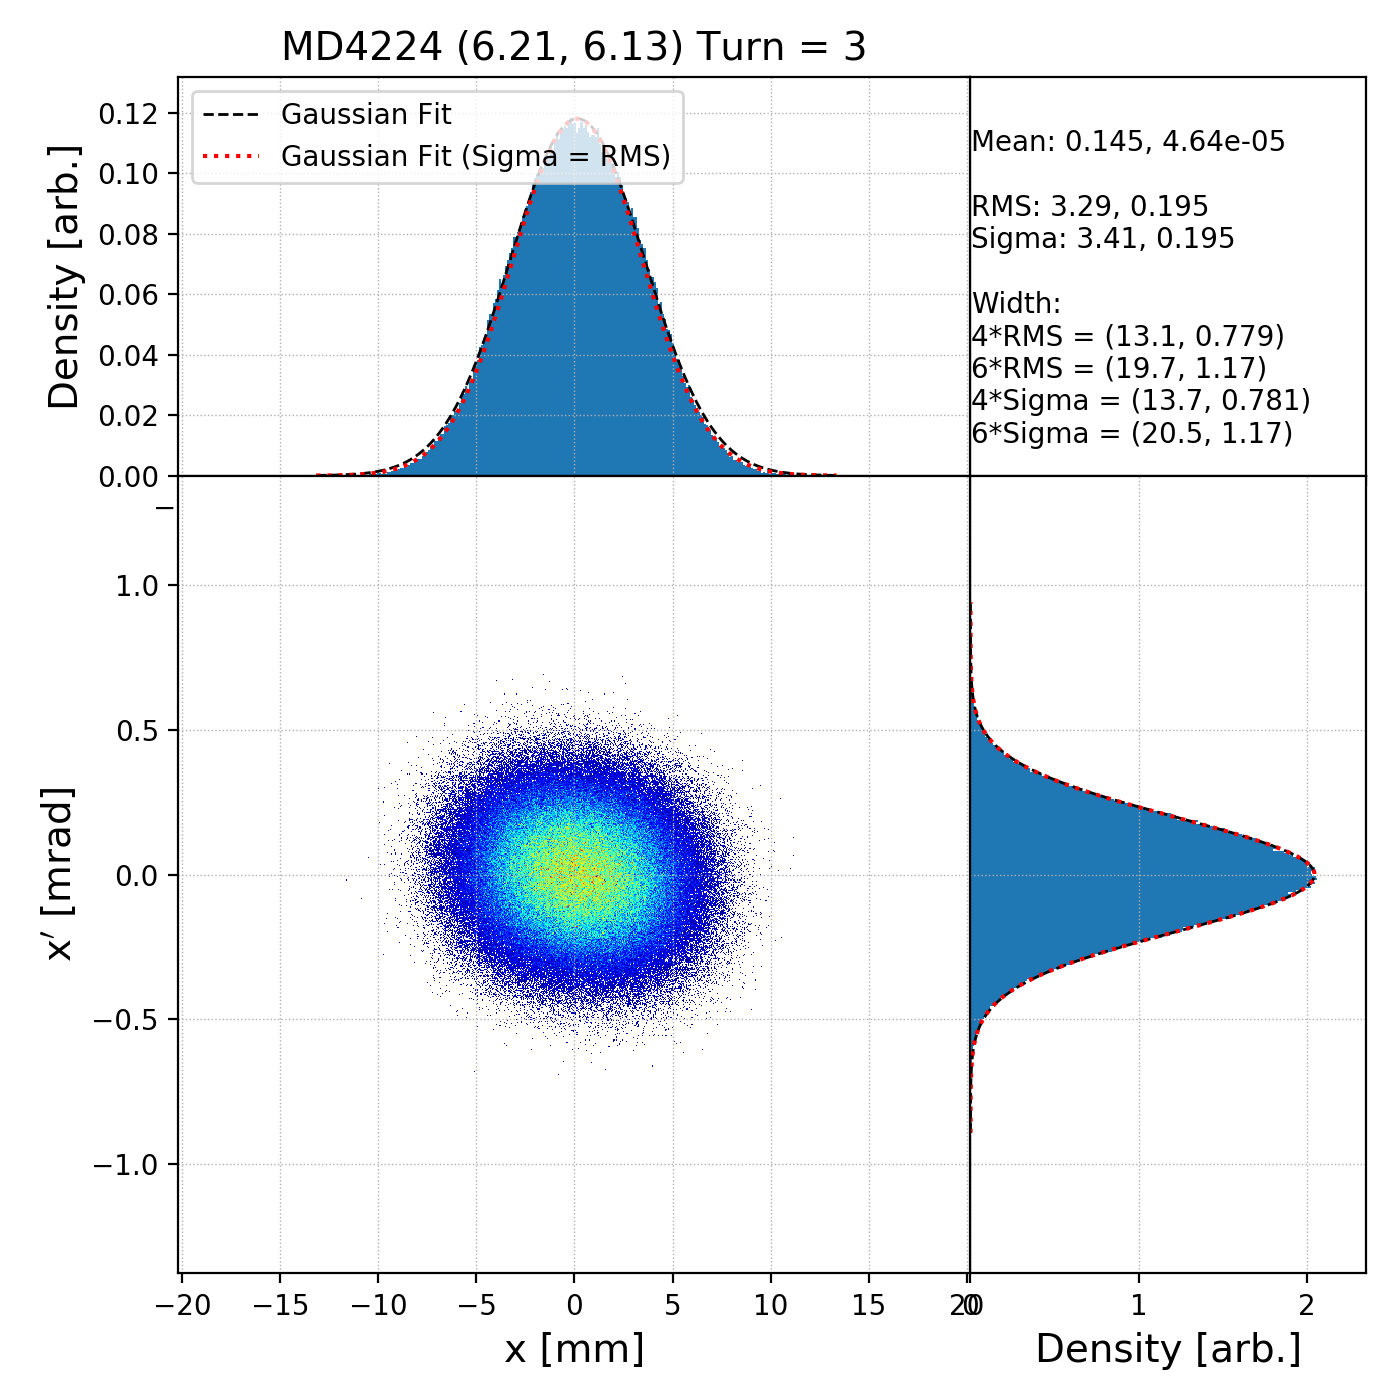 MD4224 (6.21, 6.13) Turn = 3
Gaussian Fit
Gaussian Fit (Sigma = RMS)
Density [arb.]
0.12
0.10
0.08
0.06
0.04
0.02
0.00
Mean: 0.145, 4.64e-05
RMS: 3.29, 0.195
Sigma: 3.41, 0.195
Width:
4*RMS = (13.1, 0.779)
6*RMS = (19.7, 1.17)
4*Sigma = (13.7, 0.781)
6*Sigma = (20.5, 1.17)
x′ [mrad]
1.0
0.5
0.0
−0.5
−1.0
−20 −15 −10 −5 0 5 10 15 20
x [mm]
0 1 2
Density [arb.]